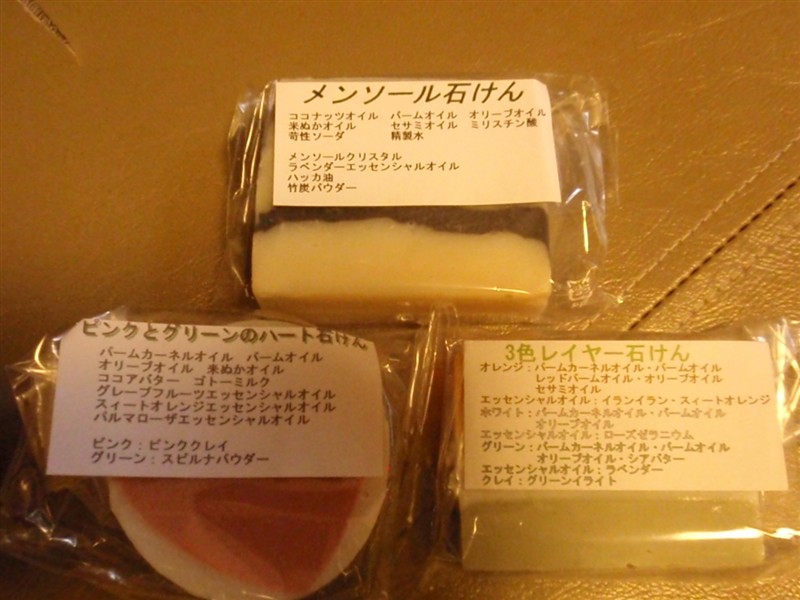 メンソール石けん
ココナッツオイル　パームオイル　オリーブオイル
米ぬかオイル　セサミオイル　ミリスチン酸
苛性ソーダ　精製水
メンソールクリスタル
ラベンダーエッセンシャルオイル
ハッカ油
竹炭パウダー
ピンクとグリーンのハート石けん
パームカーネルオイル　パームオイル
オリーブオイル　米ぬかオイル
ココアバター　ゴトーミルク
グレープフルーツエッセンシャルオイル
スィートオレンジエッセンシャルオイル
パルマローザエッセンシャルオイル
ピンク：ピンククレイ
グリーン：スピルナパウダー
3色レイヤー石けん
オレンジ：パームカーネルオイル・パームオイル
レッドパームオイル・オリーブオイル
セサミオイル
エッセンシャルオイル：イランイラン・スィートオレンジ
ホワイト：パームカーネルオイル・パームオイル
オリーブオイル
エッセンシャルオイル：ローズゼラニウム
グリーン：パームカーネルオイル・パームオイル
オリーブオイル・シアバター
エッセンシャルオイル：ラベンダー
クレイ：グリーンイライト